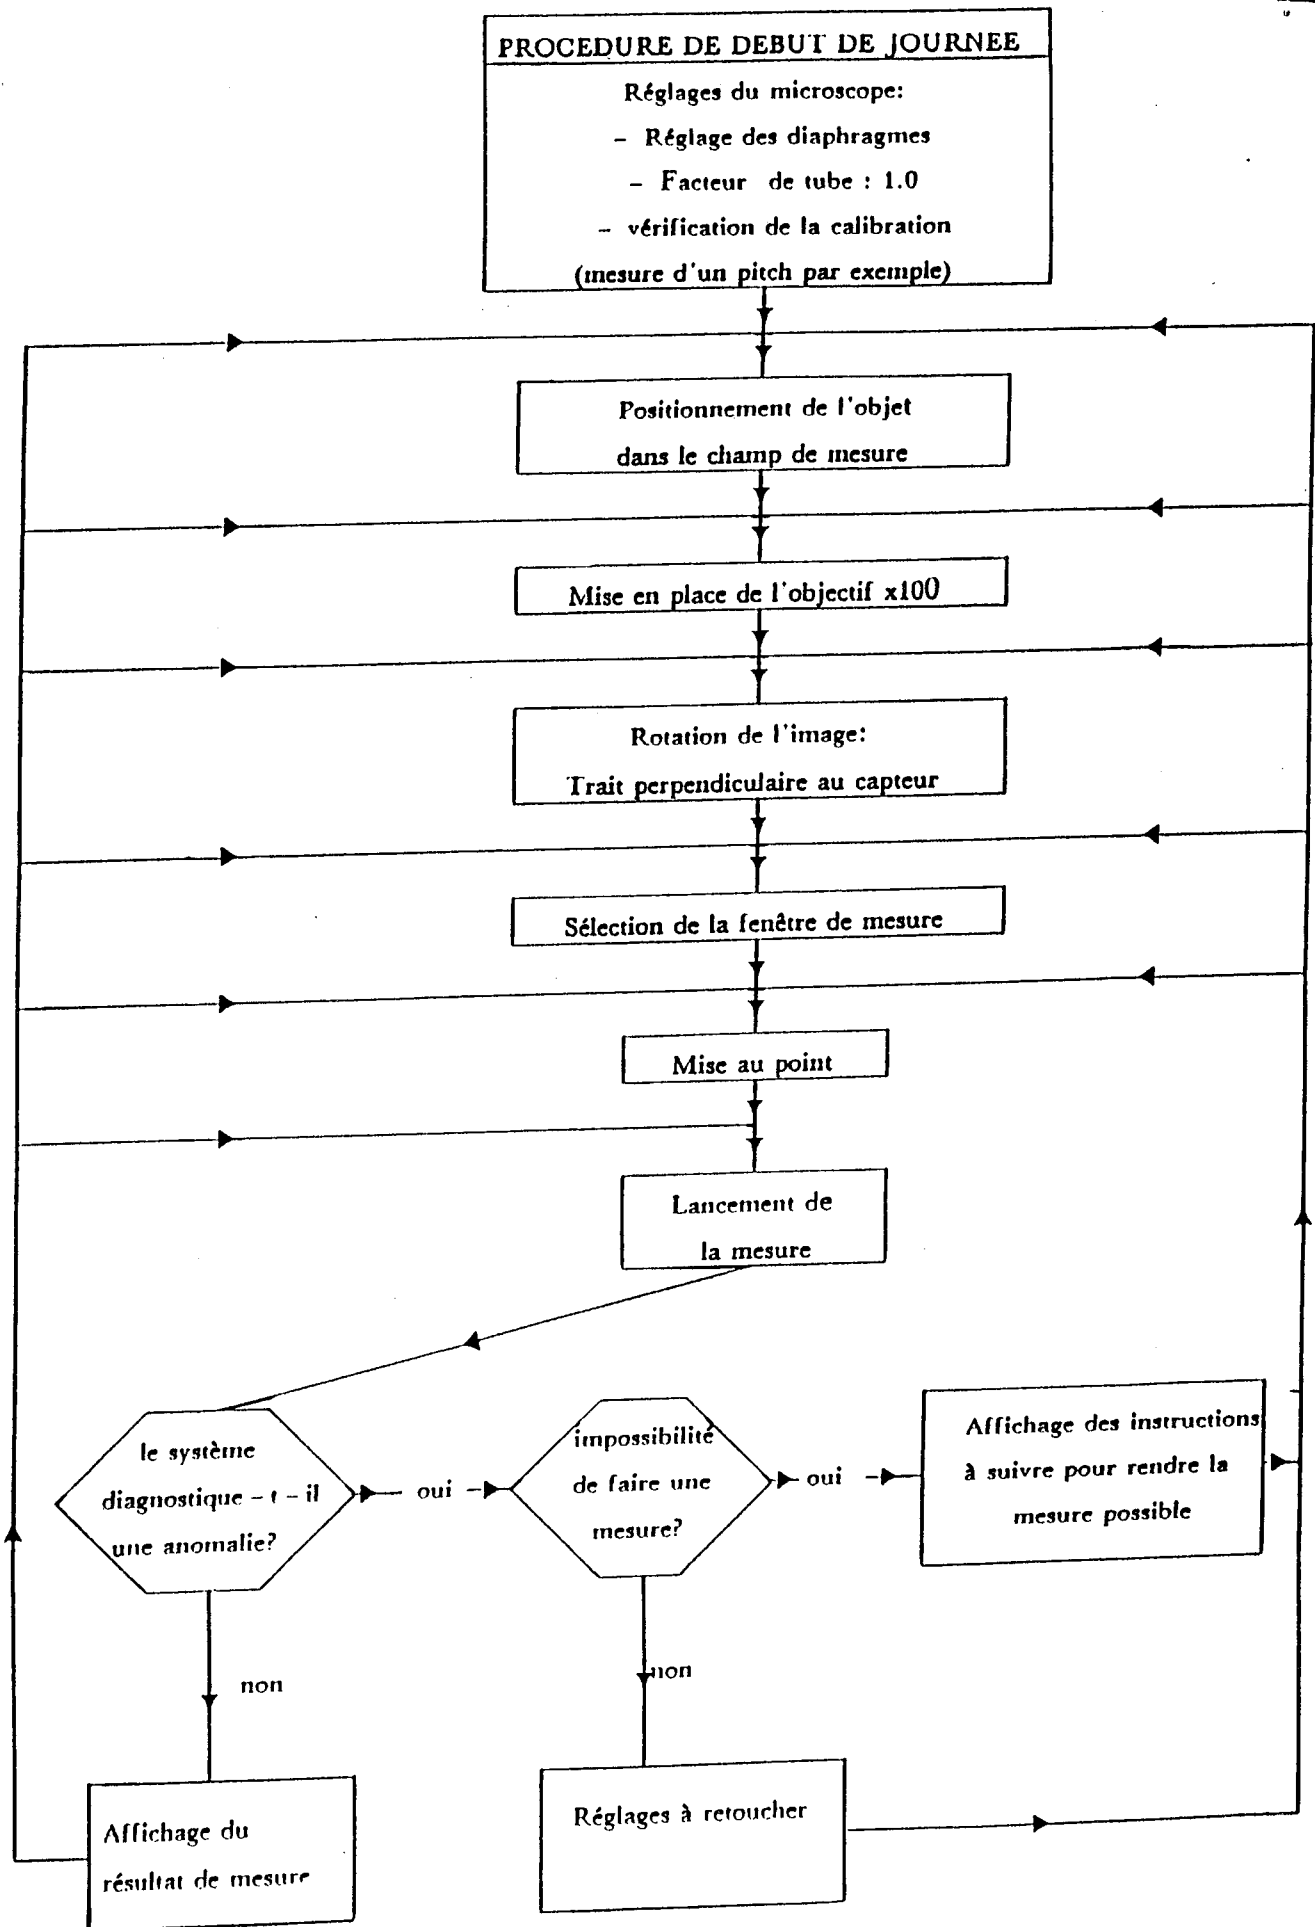 PROCEDURE DE DEBUT DE JOURNEE
Réglages du microscope:
– Réglage des diaphragmes
– Facteur de tube : 1.0
– vérification de la calibration
(mesure d'un pitch par exemple)
Positionnement de l'objet
dans le champ de mesure
Mise en place de l'objectif x100
Rotation de l'image:
Trait perpendiculaire au capteur
Sélection de la fenêtre de mesure
Mise au point
Lancement de
la mesure
le système
diagnostique – t – il
une anomalie?
oui
impossibilité
de faire une
mesure?
oui
Affichage des instructions
à suivre pour rendre la
mesure possible
non
non
Affichage du
résultat de mesure
Réglages à retoucher